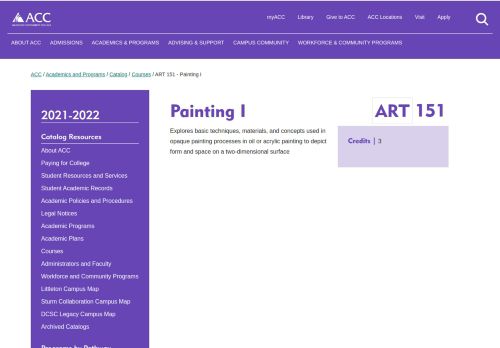 ACC
myACC Library Give to ACC ACC Locations Visit Apply
ABOUT ACC ADMISSIONS ACADEMICS & PROGRAMS ADVISING & SUPPORT CAMPUS COMMUNITY WORKFORCE & COMMUNITY PROGRAMS
ACC / Academics and Programs / Catalog / Courses / ART 151 - Painting I
2021-2022
Catalog Resources
About ACC
Paying for College
Student Resources and Services
Student Academic Records
Academic Policies and Procedures
Legal Notices
Academic Programs
Academic Plans
Courses
Administrators and Faculty
Workforce and Community Programs
Littleton Campus Map
Sturm Collaboration Campus Map
DCSC Legacy Campus Map
Archived Catalogs
Painting I
Explores basic techniques, materials, and concepts used in
opaque painting processes in oil or acrylic painting to depict
form and space on a two-dimensional surface
ART 151
Credits | 3